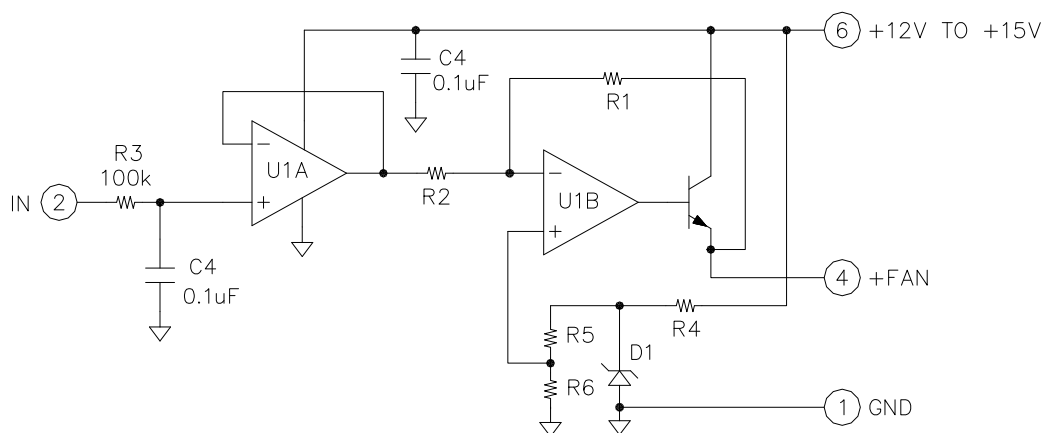 6 +12V TO +15V
C4
0.1uF
R1
R3
100k
U1A
R2
U1B
IN 2
−
+
−
+
C4
0.1uF
4 +FAN
R4
R5
D1
R6
1 GND